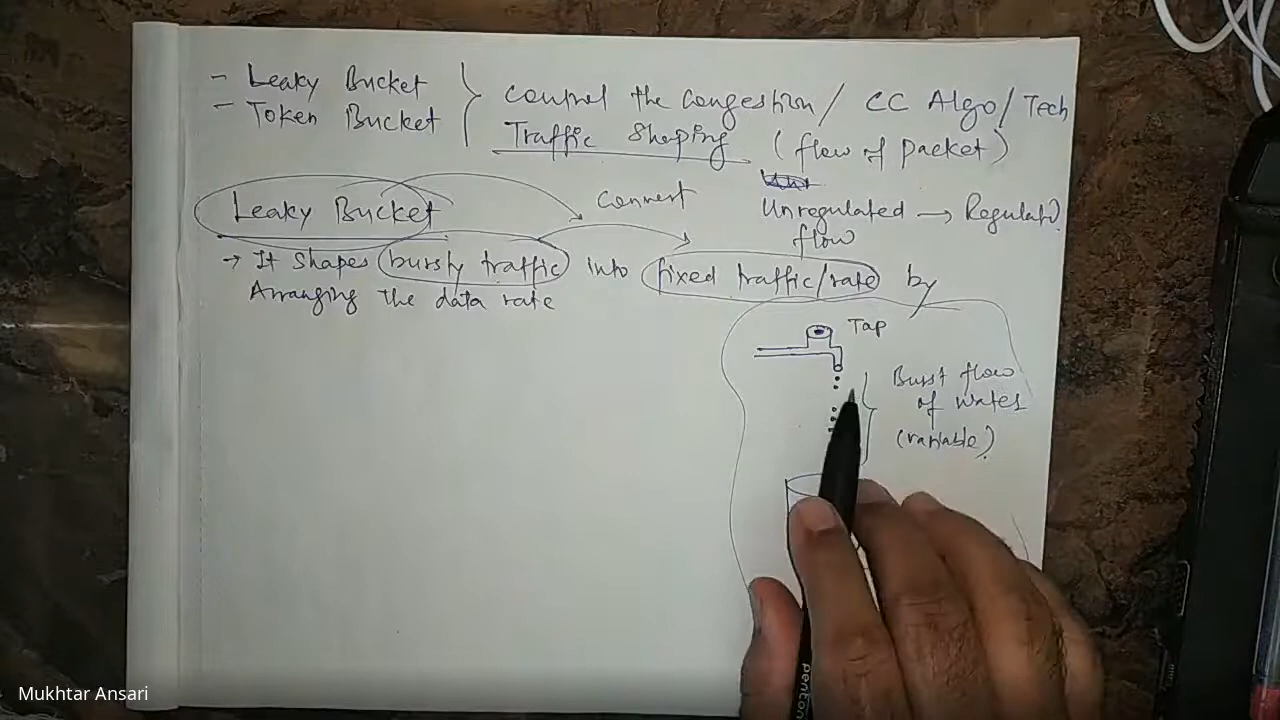 - Leaky Bucket
- Token Bucket
control the congestion / CC Algo / Tech
Traffic Shaping (flow of packet)
Leaky Bucket
Convert
Unregulated → Regulated
flow
→ It shapes bursty traffic into fixed traffic/rate by
Arranging the data rate
Tap
Burst flow
of water
(variable)
pentonic
Mukhtar Ansari